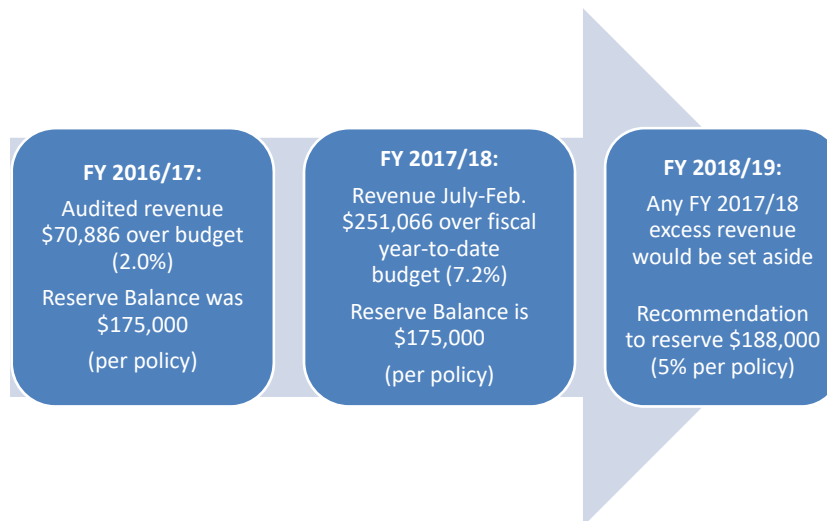 FY 2016/17:
Audited revenue
$70,886 over budget
(2.0%)
Reserve Balance was
$175,000
(per policy)
FY 2017/18:
Revenue July-Feb.
$251,066 over fiscal
year-to-date
budget (7.2%)
Reserve Balance is
$175,000
(per policy)
FY 2018/19:
Any FY 2017/18
excess revenue
would be set aside
Recommendation
to reserve $188,000
(5% per policy)